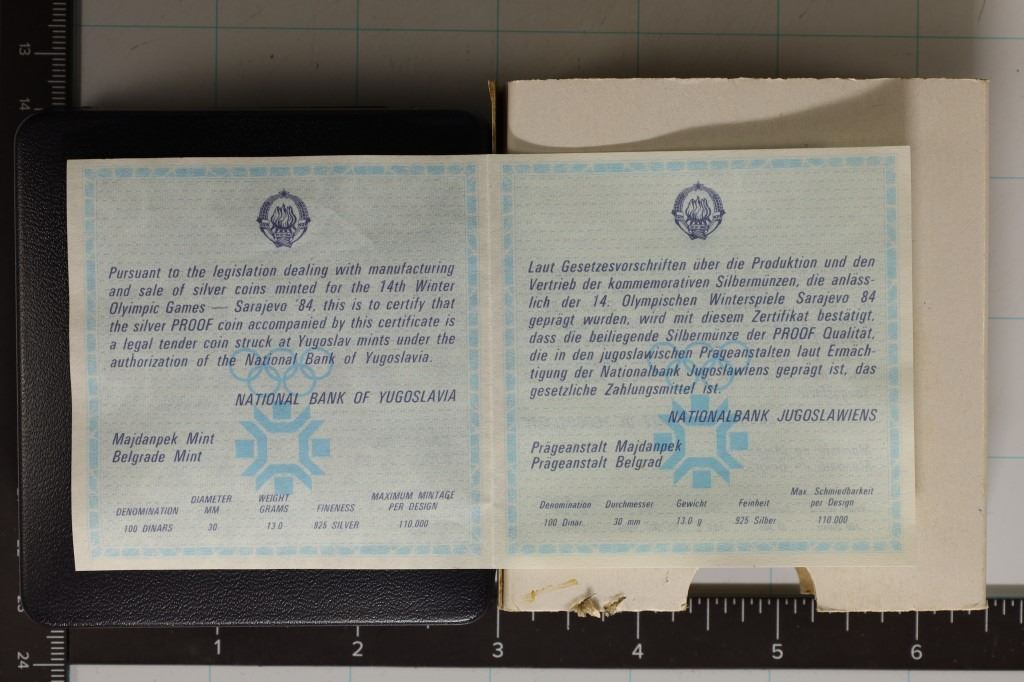 Pursuant to the legislation dealing with manufacturing
and sale of silver coins minted for the 14th Winter
Olympic Games — Sarajevo '84, this is to certify that
the silver PROOF coin accompanied by this certificate is
a legal tender coin struck at Yugoslav mints under the
authorization of the National Bank of Yugoslavia.
NATIONAL BANK OF YUGOSLAVIA
Majdanpek Mint
Belgrade Mint
DENOMINATION DIAMETER MM WEIGHT GRAMS FINENESS MAXIMUM MINTAGE PER DESIGN
100 DINARS 30 13.0 .925 SILVER 110.000
Laut Gesetzesvorschriften über die Produktion und den
Vertrieb der kommemorativen Silbermünzen, die anläss-
lich der 14. Olympischen Winterspiele Sarajevo 84
geprägt wurden, wird mit diesem Zertifikat bestätigt,
dass die beiliegende Silbermünze der PROOF Qualität,
die in den jugoslawischen Prägeanstalten laut Ermäch-
tigung der Nationalbank Jugoslawiens geprägt ist, das
gesetzliche Zahlungsmittel ist.
NATIONALBANK JUGOSLAWIENS
Prägeanstalt Majdanpek
Prägeanstalt Belgrad
Denomination Durchmesser Gewicht Feinheit Max. Schmiedbarkeit per Design
100 Dinar. 30 mm 13.0 g .925 Silber 110.000
13
14
23
24
1 2 3 4 5 6